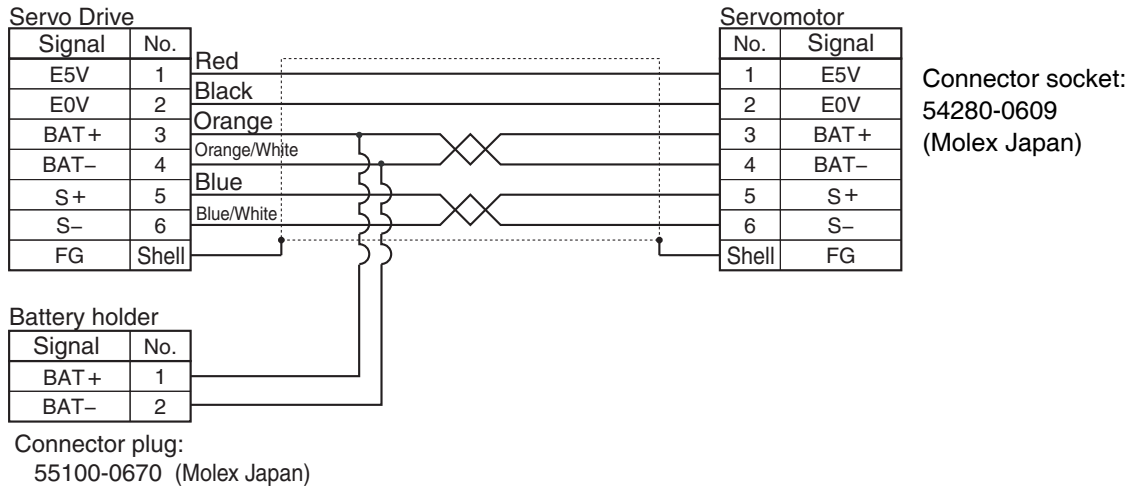 Servo Drive
Signal No.
E5V 1
E0V 2
BAT+ 3
BAT− 4
S+ 5
S− 6
FG Shell
Red
Black
Orange
Orange/White
Blue
Blue/White
Servomotor
No. Signal
1 E5V
2 E0V
3 BAT+
4 BAT−
5 S+
6 S−
Shell FG
Connector socket:
54280-0609
(Molex Japan)
Battery holder
Signal No.
BAT+ 1
BAT− 2
Connector plug:
55100-0670 (Molex Japan)